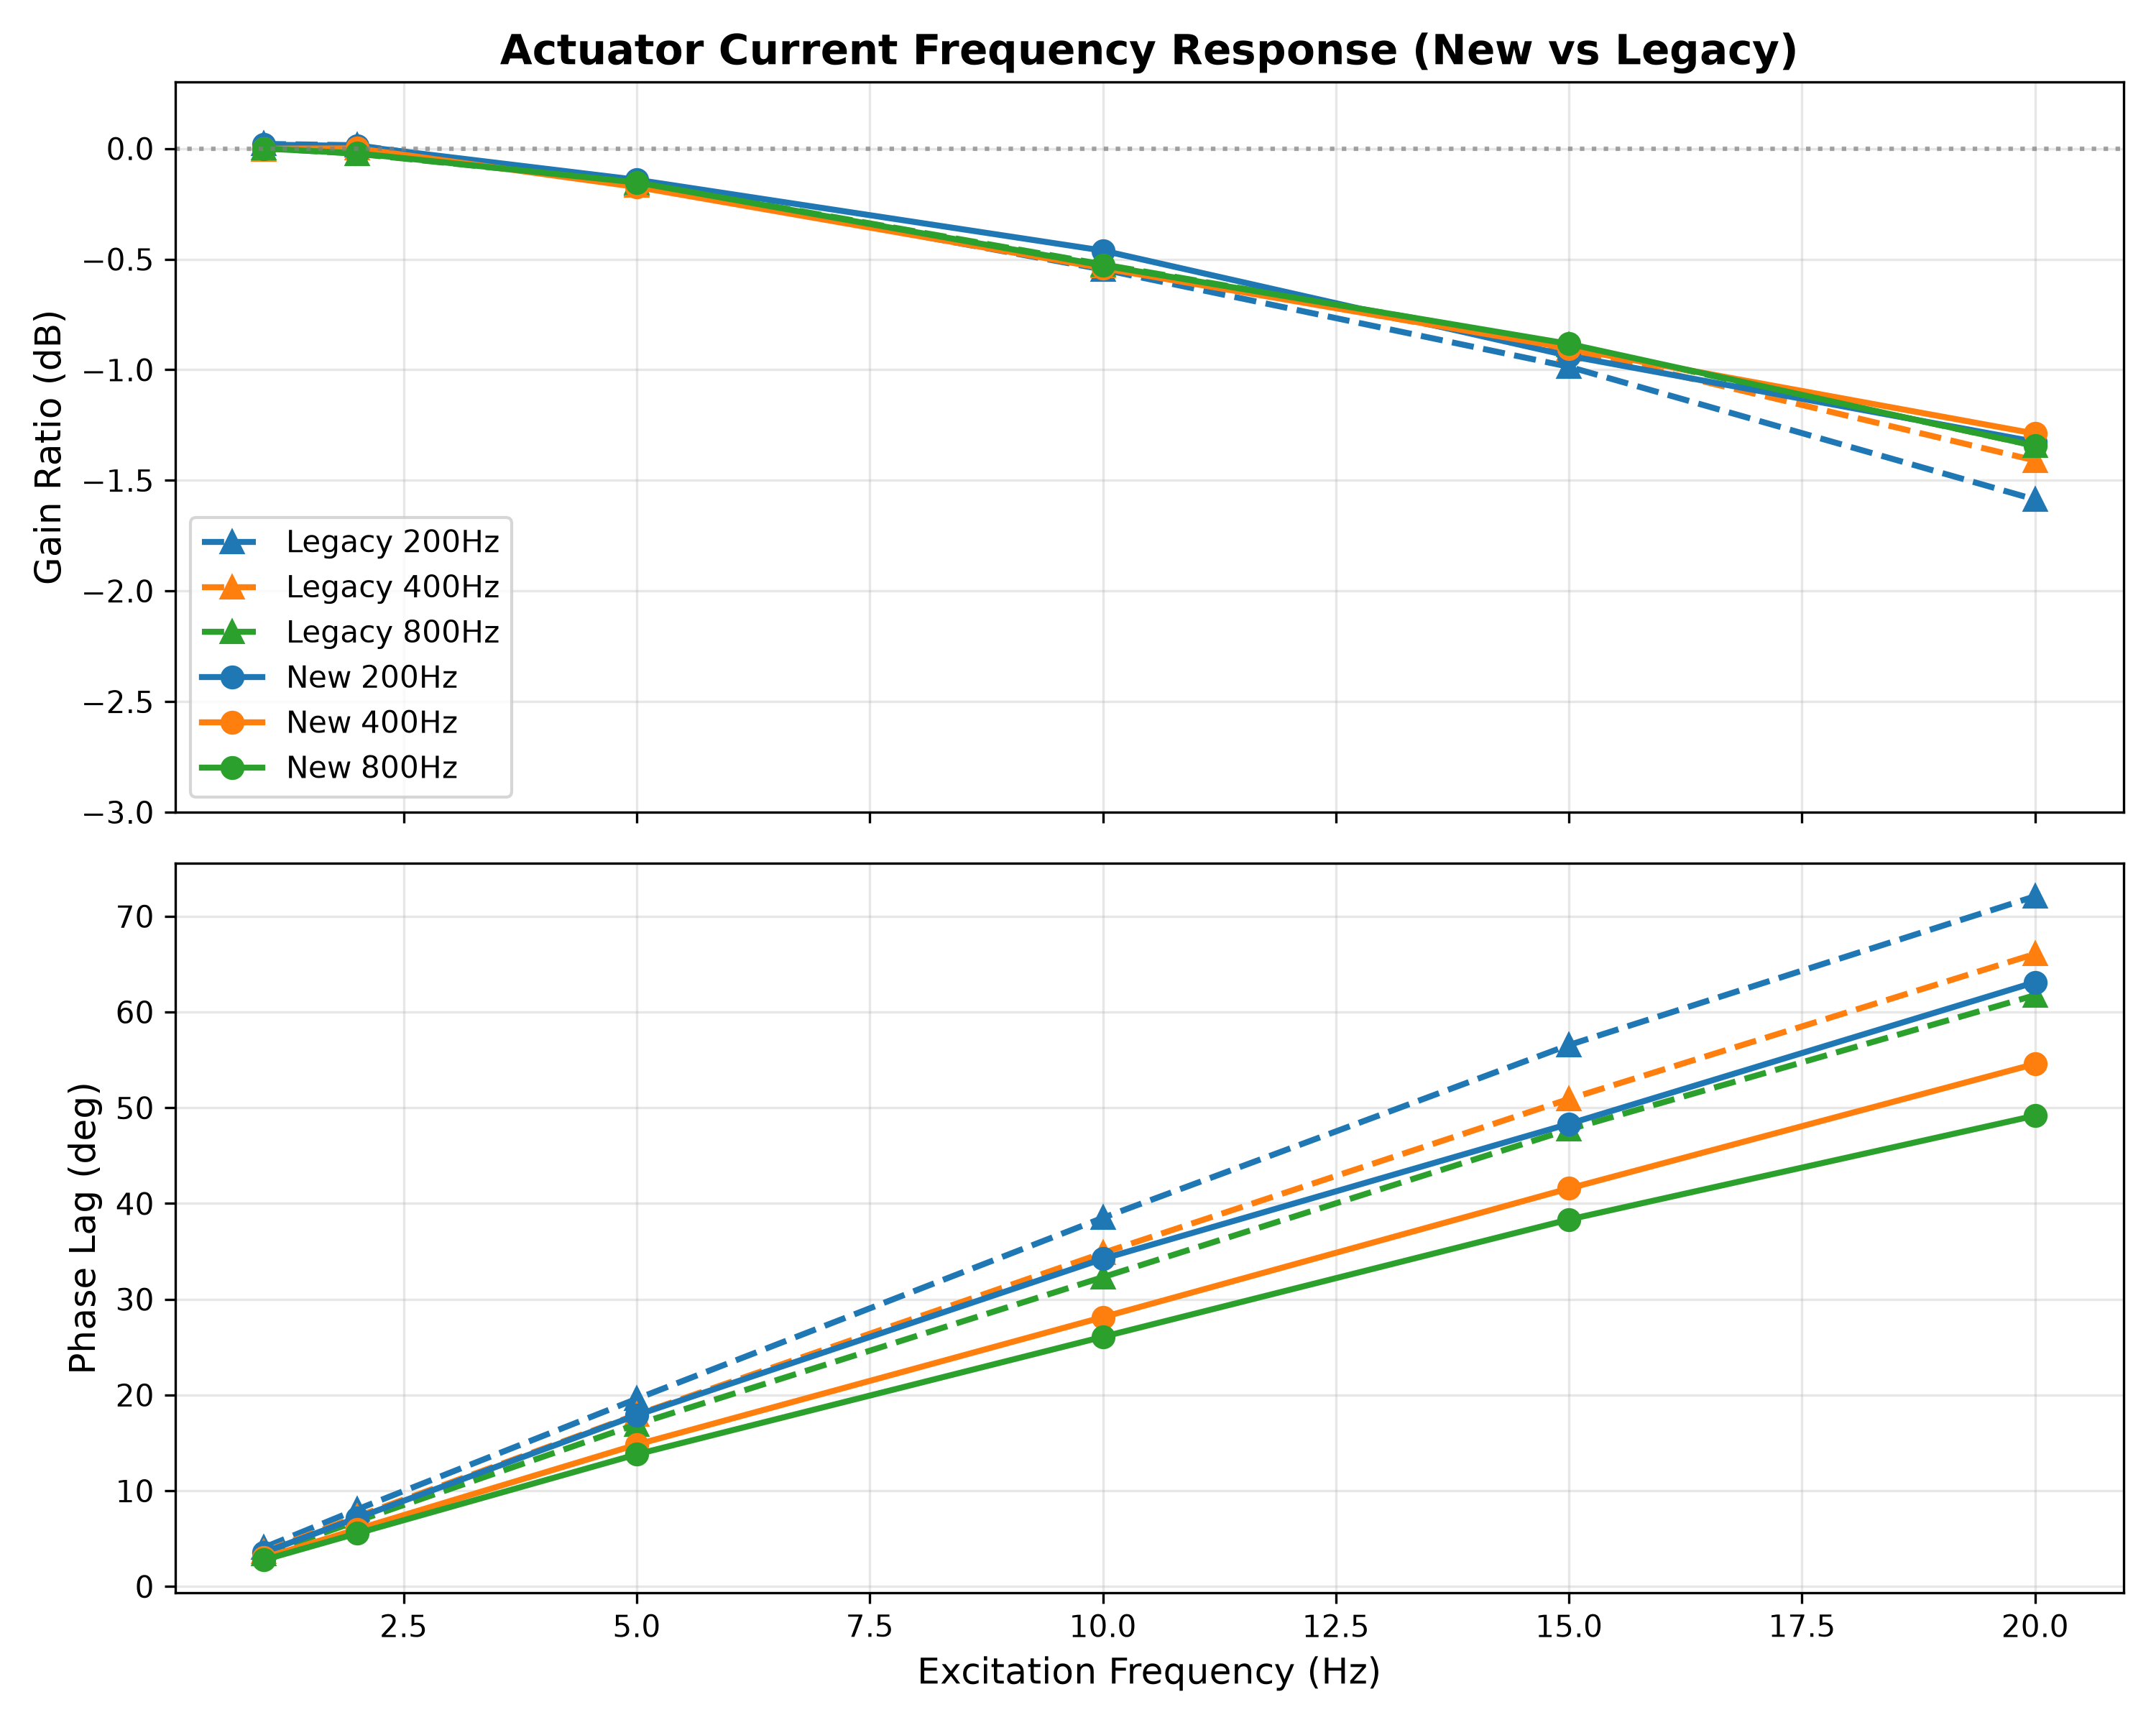 Actuator Current Frequency Response (New vs Legacy)
Gain Ratio (dB)
0.0
−0.5
−1.0
−1.5
−2.0
−2.5
−3.0
Legacy 200Hz
Legacy 400Hz
Legacy 800Hz
New 200Hz
New 400Hz
New 800Hz
Phase Lag (deg)
70
60
50
40
30
20
10
0
2.5 5.0 7.5 10.0 12.5 15.0 17.5 20.0
Excitation Frequency (Hz)